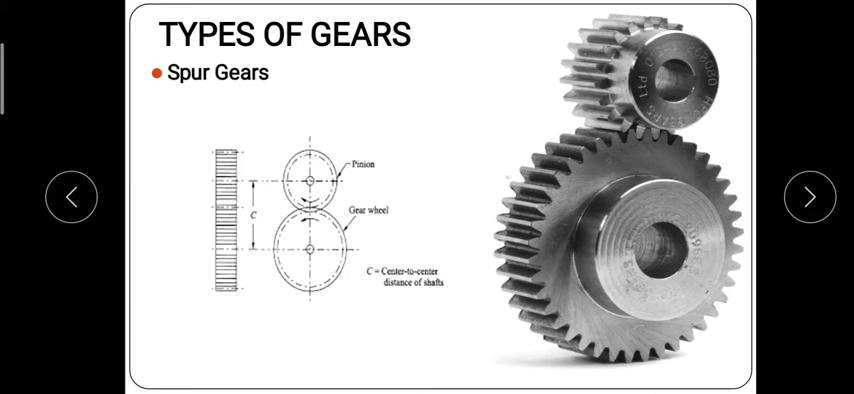 TYPES OF GEARS
Spur Gears
Pinion
Gear wheel
C
C = Center-to-center
distance of shafts